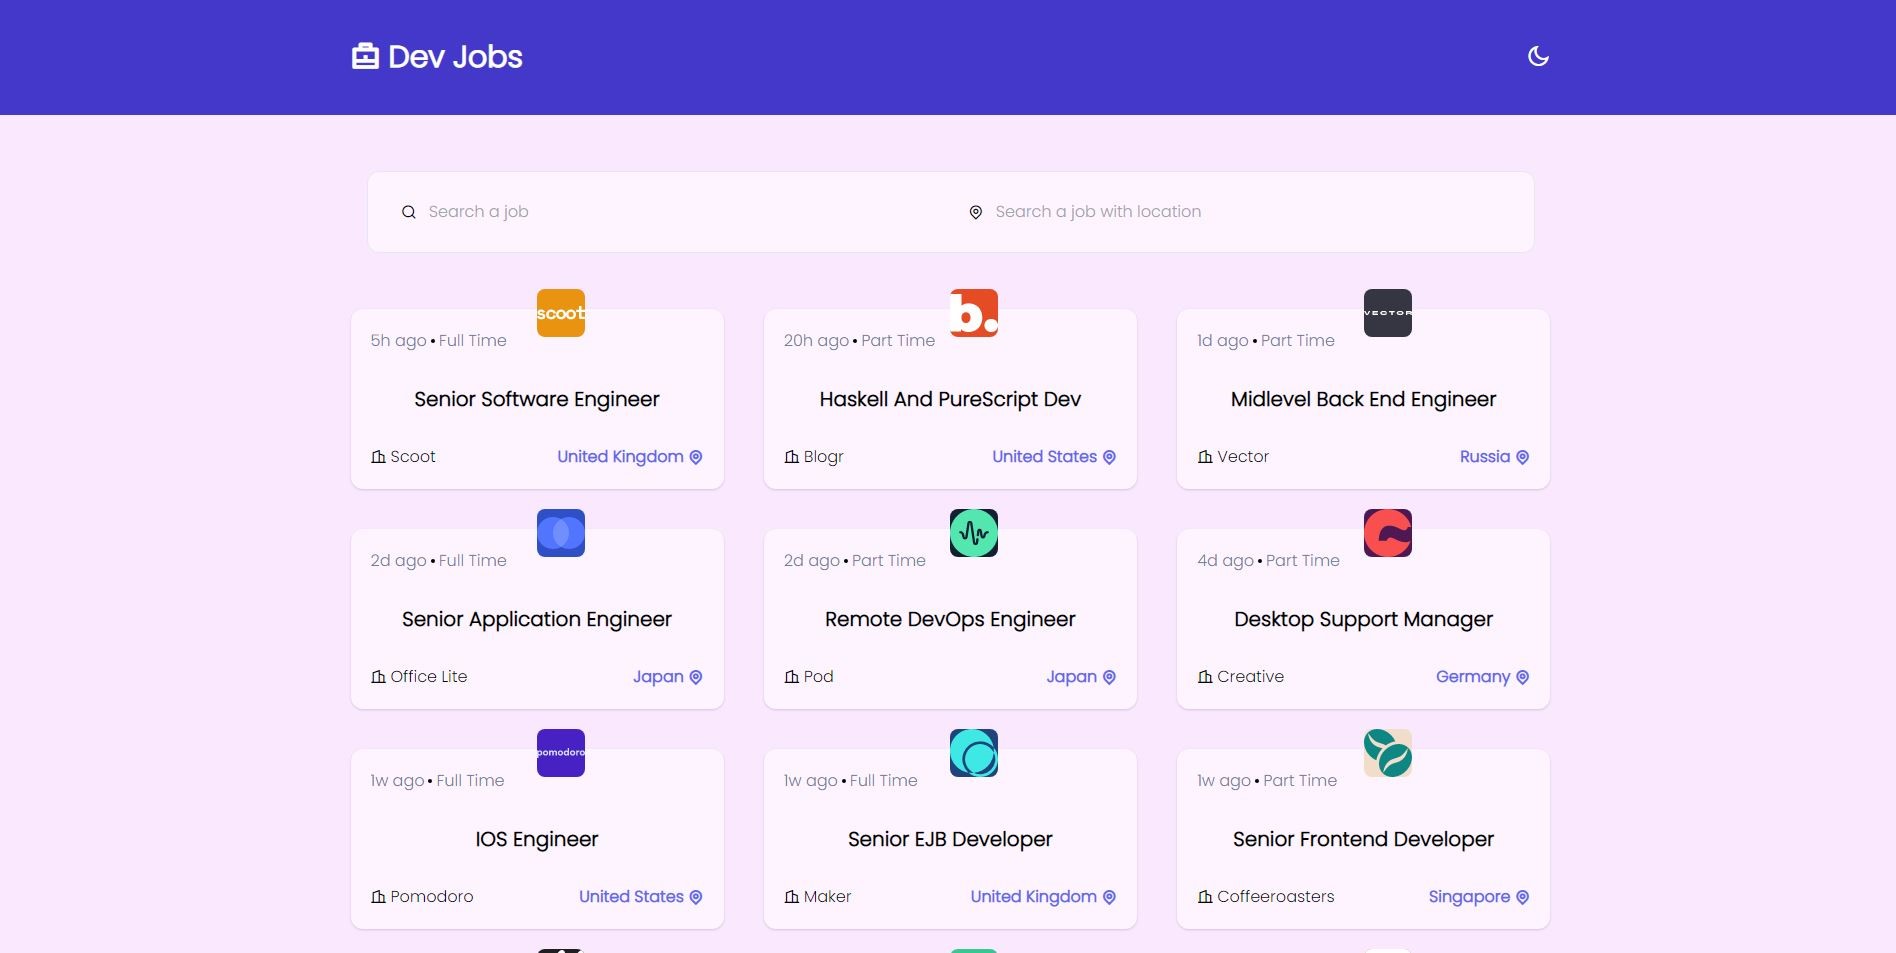 Dev Jobs
Search a job
Search a job with location
scoot
5h ago • Full Time
Senior Software Engineer
Scoot
United Kingdom
b.
20h ago • Part Time
Haskell And PureScript Dev
Blogr
United States
VECTOR
1d ago • Part Time
Midlevel Back End Engineer
Vector
Russia
2d ago • Full Time
Senior Application Engineer
Office Lite
Japan
2d ago • Part Time
Remote DevOps Engineer
Pod
Japan
4d ago • Part Time
Desktop Support Manager
Creative
Germany
pomodoro
1w ago • Full Time
IOS Engineer
Pomodoro
United States
1w ago • Full Time
Senior EJB Developer
Maker
United Kingdom
1w ago • Part Time
Senior Frontend Developer
Coffeeroasters
Singapore